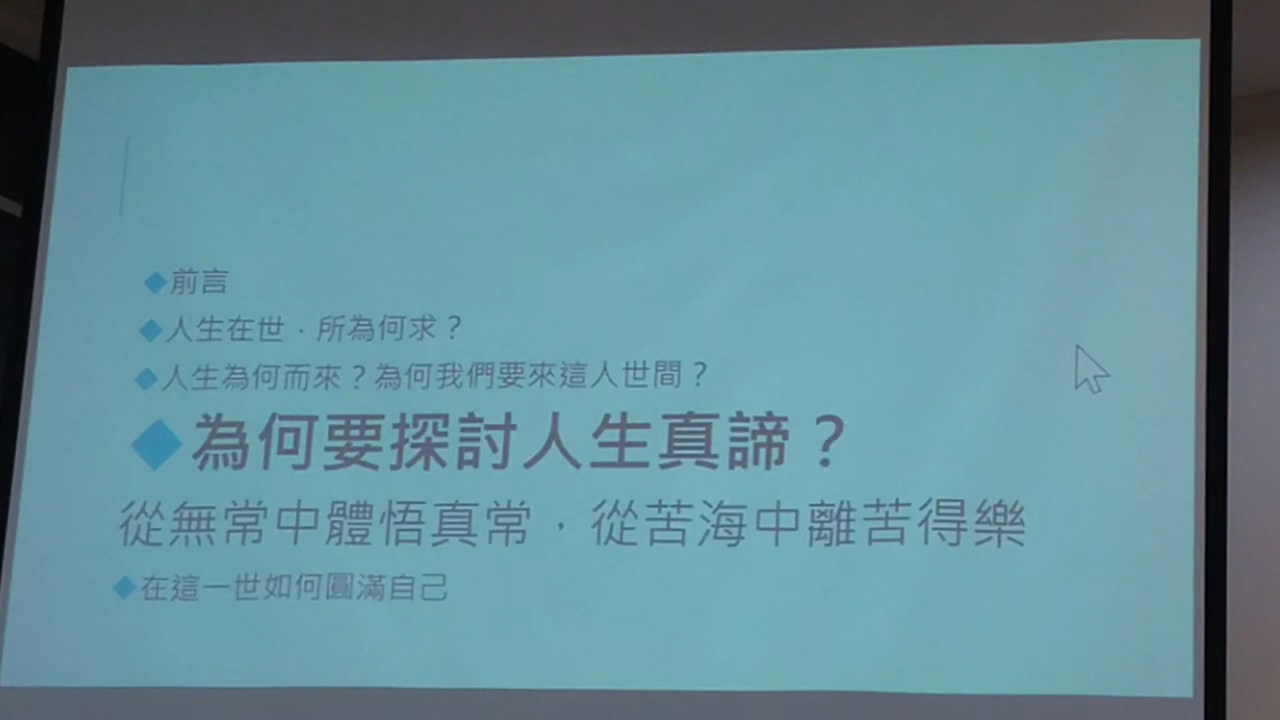 ◆前言
◆人生在世，所為何求？
◆人生為何而來？為何我們要來這人世間？
◆為何要探討人生真諦？
從無常中體悟真常，從苦海中離苦得樂
◆在這一世如何圓滿自己